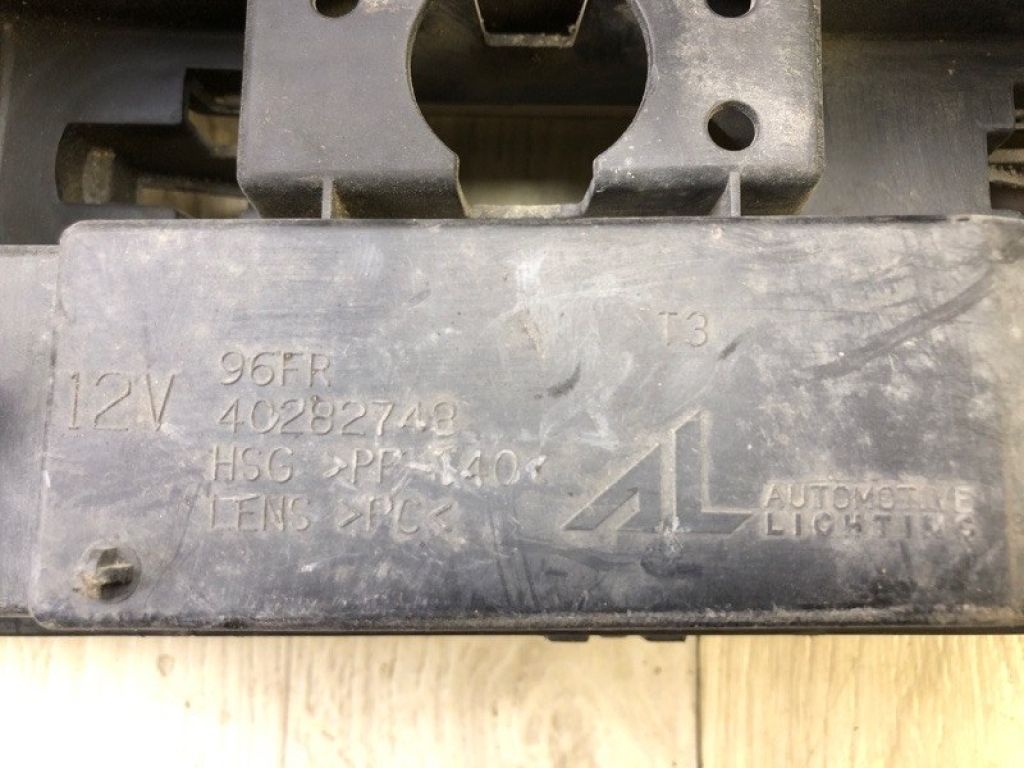 T3
12V
96FR
40282748
HSG >PP-T40<
LENS >PC<
AL
AUTOMOTIVE
LIGHTING